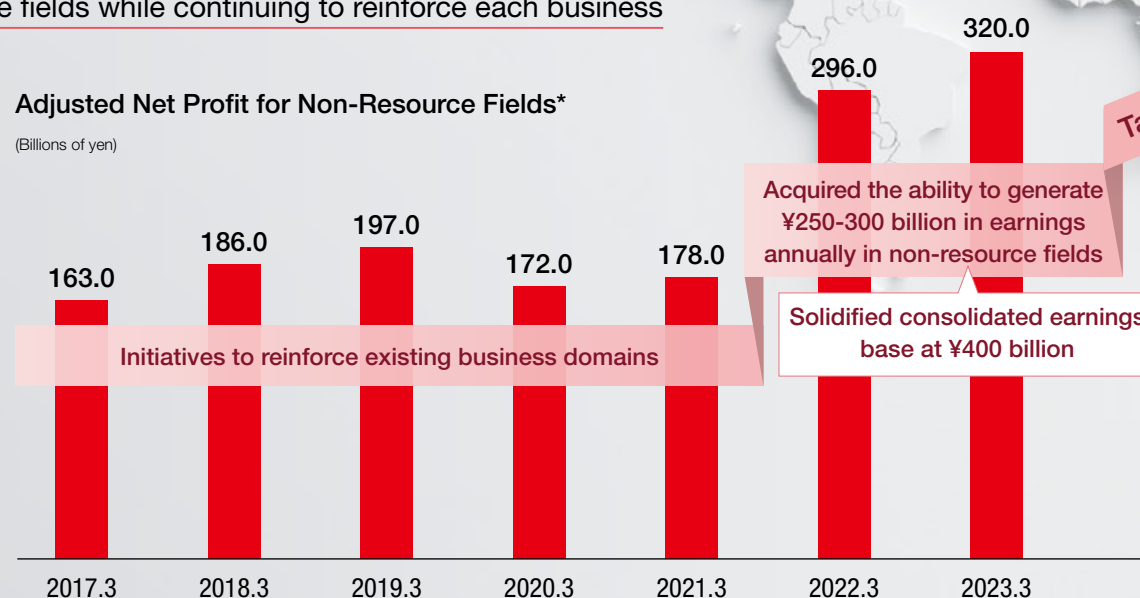 e fields while continuing to reinforce each business
Adjusted Net Profit for Non-Resource Fields*
(Billions of yen)
163.0
186.0
197.0
172.0
178.0
296.0
320.0
Ta
Acquired the ability to generate
¥250-300 billion in earnings
annually in non-resource fields
Solidified consolidated earnings
base at ¥400 billion
Initiatives to reinforce existing business domains
2017.3 2018.3 2019.3 2020.3 2021.3 2022.3 2023.3